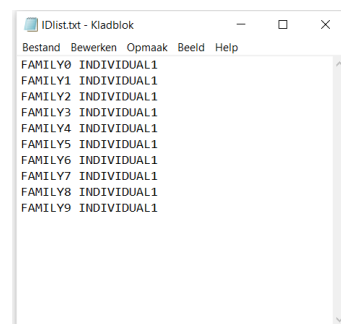 IDlist.txt - Kladblok
Bestand Bewerken Opmaak Beeld Help
FAMILY0 INDIVIDUAL1
FAMILY1 INDIVIDUAL1
FAMILY2 INDIVIDUAL1
FAMILY3 INDIVIDUAL1
FAMILY4 INDIVIDUAL1
FAMILY5 INDIVIDUAL1
FAMILY6 INDIVIDUAL1
FAMILY7 INDIVIDUAL1
FAMILY8 INDIVIDUAL1
FAMILY9 INDIVIDUAL1